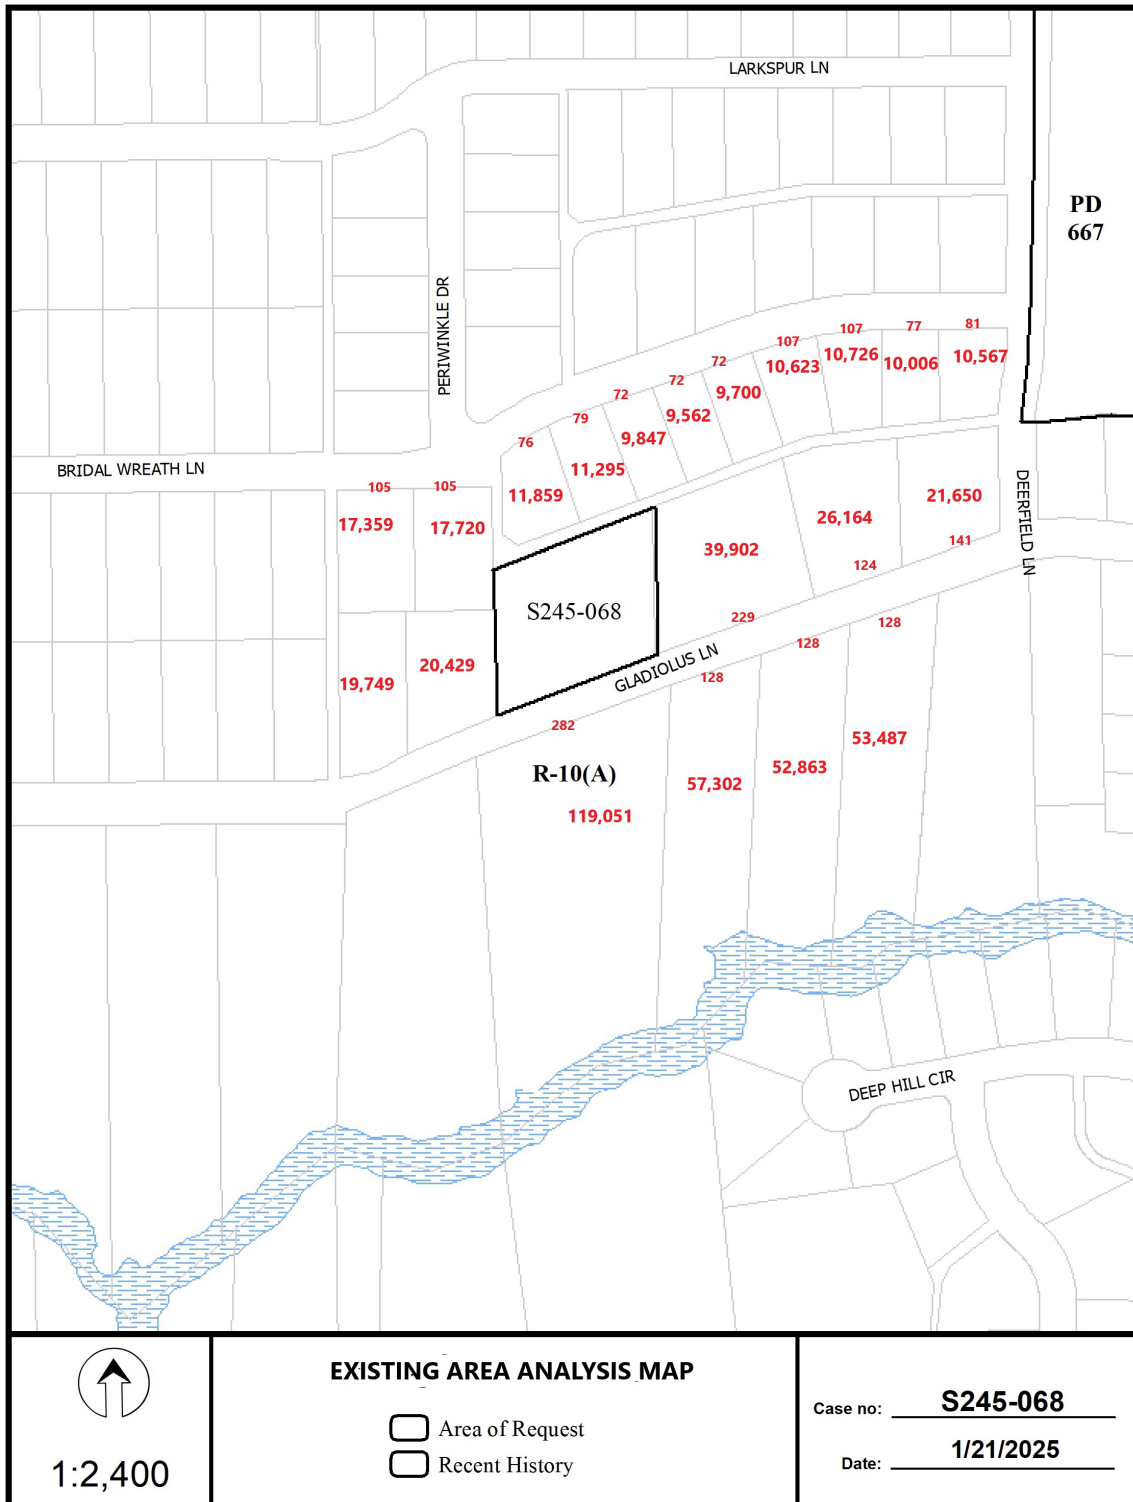 LARKSPUR LN
PD
667
PERIWINKLE DR
107
107
77
81
10,623
10,726
10,006
10,567
72
72
72
9,700
9,562
9,847
79
76
11,295
11,859
BRIDAL WREATH LN
105
105
17,359
17,720
DEERFIELD LN
21,650
26,164
39,902
141
124
S245-068
229
128
128
128
GLADIOLUS LN
20,429
19,749
282
R-10(A)
119,051
57,302
52,863
53,487
DEEP HILL CIR
1:2,400
EXISTING AREA ANALYSIS MAP
Area of Request
Recent History
Case no: S245-068
Date: 1/21/2025